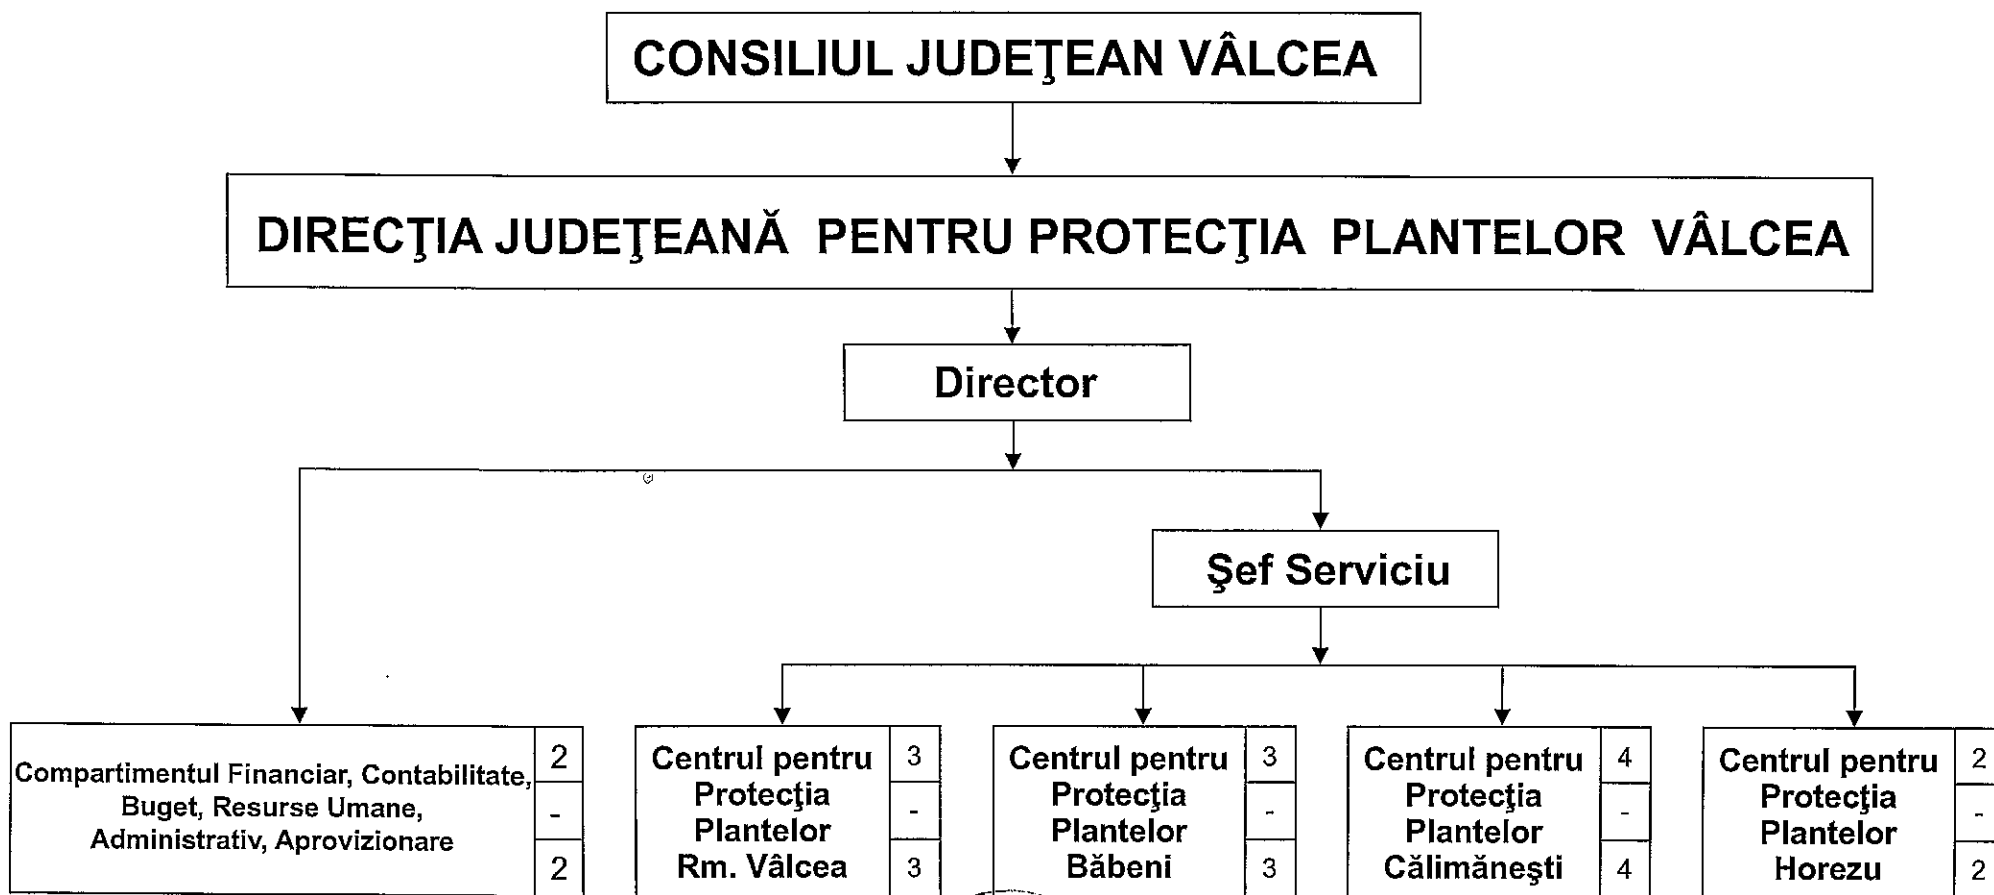 CONSILIUL JUDEŢEAN VÂLCEA
DIRECŢIA JUDEŢEANĂ PENTRU PROTECŢIA PLANTELOR VÂLCEA
Director
Şef Serviciu
Compartimentul Financiar, Contabilitate,
Buget, Resurse Umane,
Administrativ, Aprovizionare
2
-
2
Centrul pentru
Protecţia
Plantelor
Rm. Vâlcea
3
-
3
Centrul pentru
Protecţia
Plantelor
Băbeni
3
-
3
Centrul pentru
Protecţia
Plantelor
Călimăneşti
4
-
4
Centrul pentru
Protecţia
Plantelor
Horezu
2
-
2